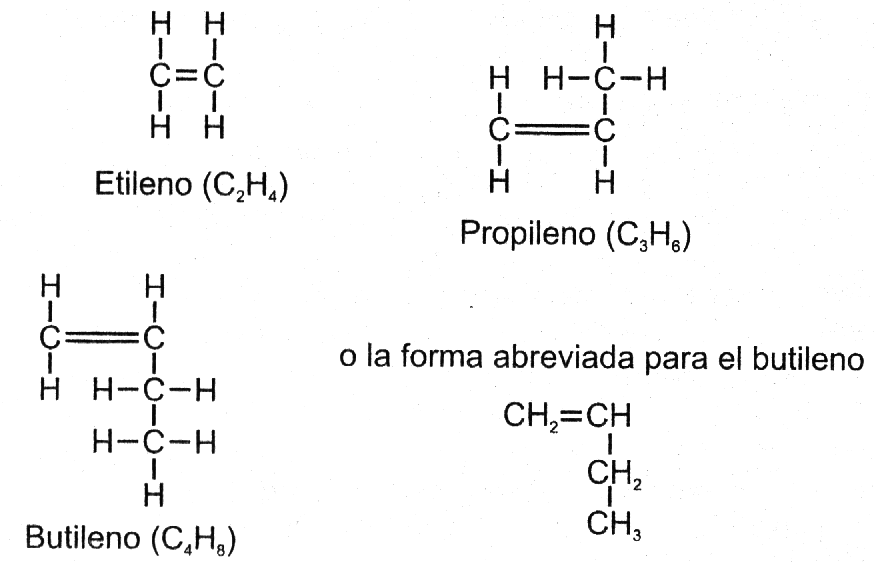 H H
C=C
H H
Etileno (C₂H₄)
H
H H–C–H
C=C
H H
Propileno (C₃H₆)
H H
C=C
H H–C–H
H–C–H
H
Butileno (C₄H₈)
o la forma abreviada para el butileno
CH₂=CH
CH₂
CH₃